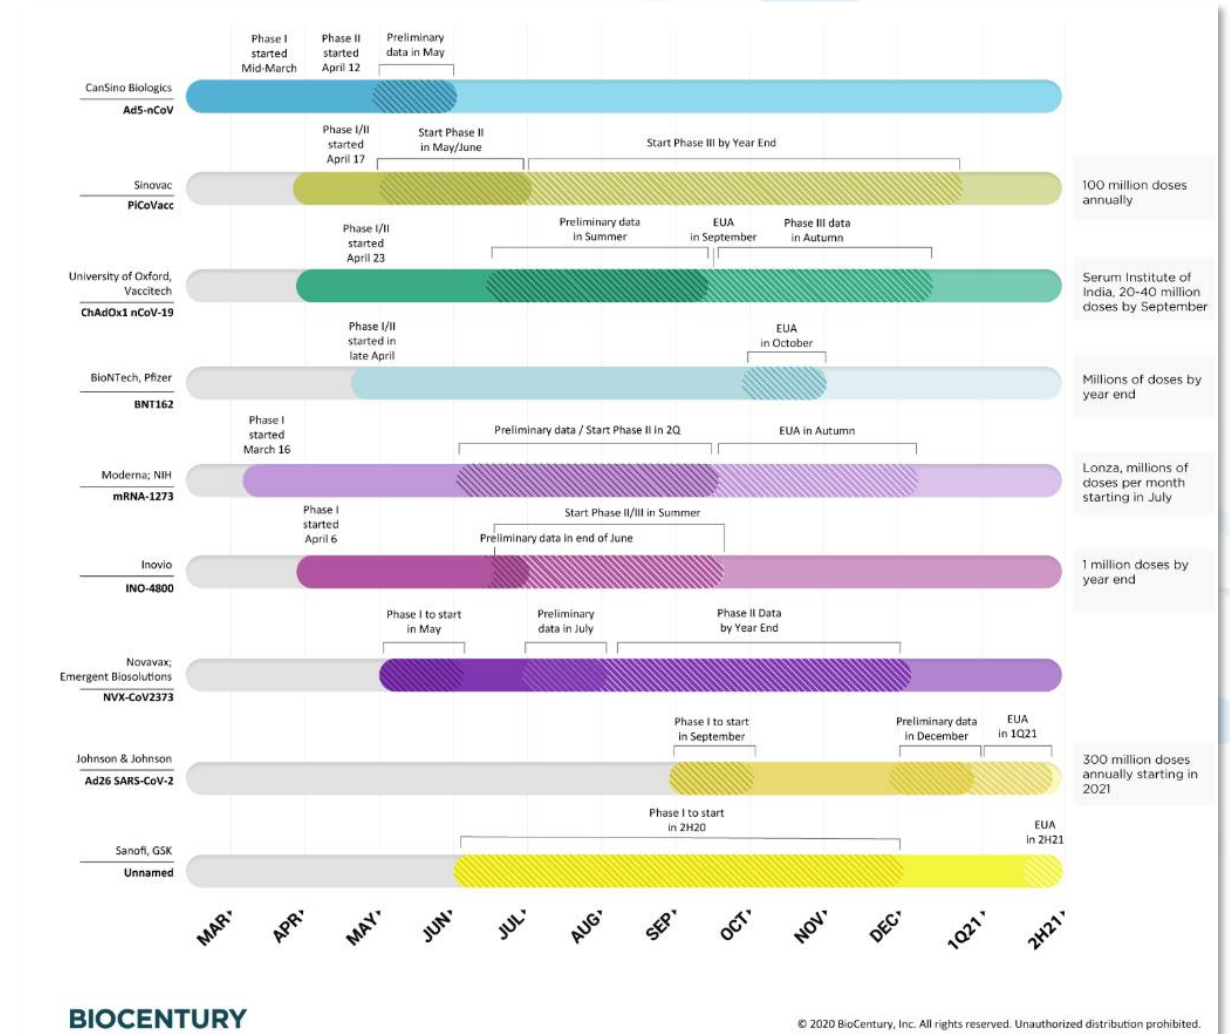 Phase I
started
Mid-March
Phase II
started
April 12
Preliminary
data in May
CanSino Biologics
Ad5-nCoV
Phase I/II
started
April 17
Start Phase II
in May/June
Start Phase III by Year End
Sinovac
PiCoVacc
100 million doses
annually
Phase I/II
started
April 23
Preliminary data
in Summer
EUA
in September
Phase III data
in Autumn
University of Oxford,
Vaccitech
ChAdOx1 nCoV-19
Serum Institute of
India, 20-40 million
doses by September
Phase I/II
started in
late April
EUA
in October
BioNTech, Pfizer
BNT162
Millions of doses by
year end
Phase I
started
March 16
Preliminary data / Start Phase II in 2Q
EUA in Autumn
Moderna; NIH
mRNA-1273
Lonza, millions of
doses per month
starting in July
Phase I
started
April 6
Start Phase II/III in Summer
Preliminary data in end of June
Inovio
INO-4800
1 million doses by
year end
Phase I to start
in May
Preliminary
data in July
Phase II Data
by Year End
Novavax;
Emergent Biosolutions
NVX-CoV2373
Phase I to start
in September
Preliminary data
in December
EUA
in 1Q21
Johnson & Johnson
Ad26 SARS-CoV-2
300 million doses
annually starting in
2021
Phase I to start
in 2H20
EUA
in 2H21
Sanofi, GSK
Unnamed
MAR
APR
MAY
JUN
JUL
AUG
SEP
OCT
NOV
DEC
1Q21
2H21
BIOCENTURY
© 2020 BioCentury, Inc. All rights reserved. Unauthorized distribution prohibited.